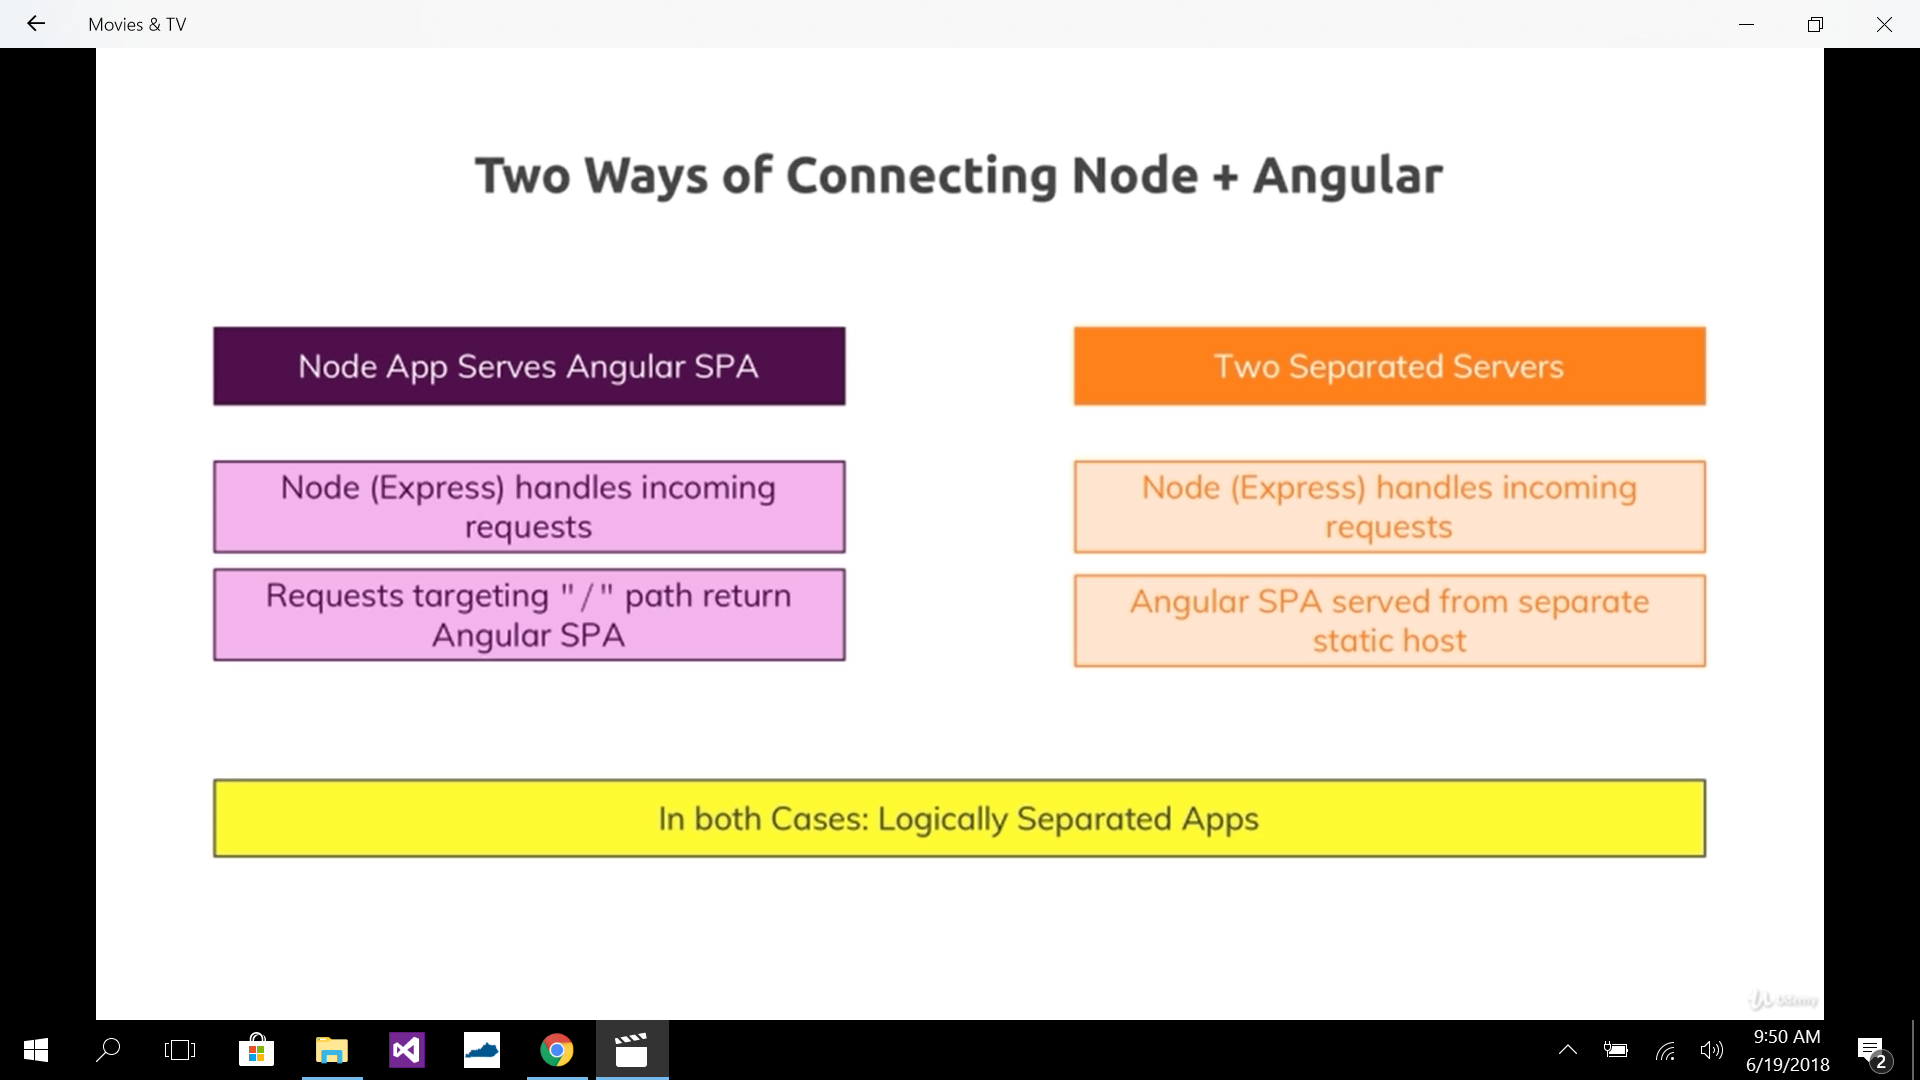 Movies & TV
Two Ways of Connecting Node + Angular
Node App Serves Angular SPA
Node (Express) handles incoming
requests
Requests targeting "/" path return
Angular SPA
Two Separated Servers
Node (Express) handles incoming
requests
Angular SPA served from separate
static host
In both Cases: Logically Separated Apps
Udemy
9:50 AM
6/19/2018
2